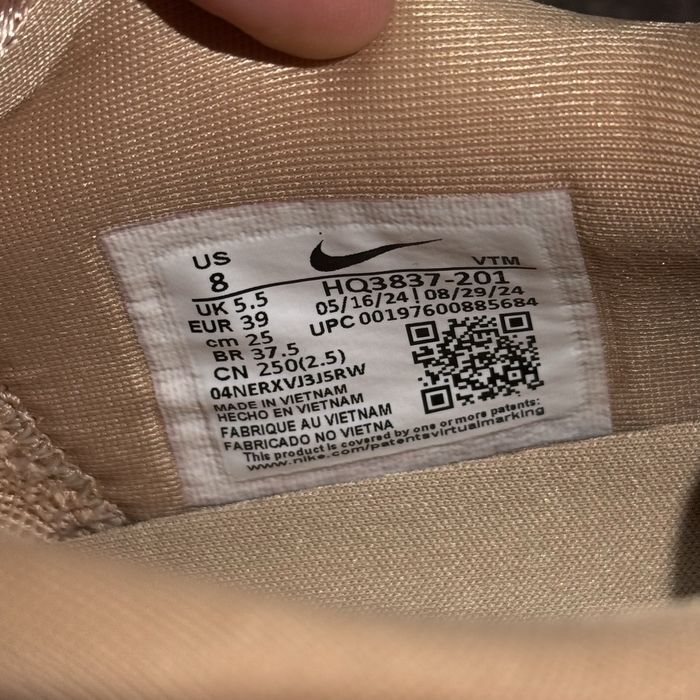 US
8
VTM
HQ3837-201
UK 5.5
05/16/24 | 08/29/24
EUR 39
UPC 00197600885684
cm 25
BR 37.5
CN 250(2.5)
04NERXVJ3J5RW
MADE IN VIETNAM
HECHO EN VIETNAM
FABRIQUE AU VIETNAM
FABRICADO NO VIETNA
This product is covered by one or more patents:
www.nike.com/patentsvirtualmarking